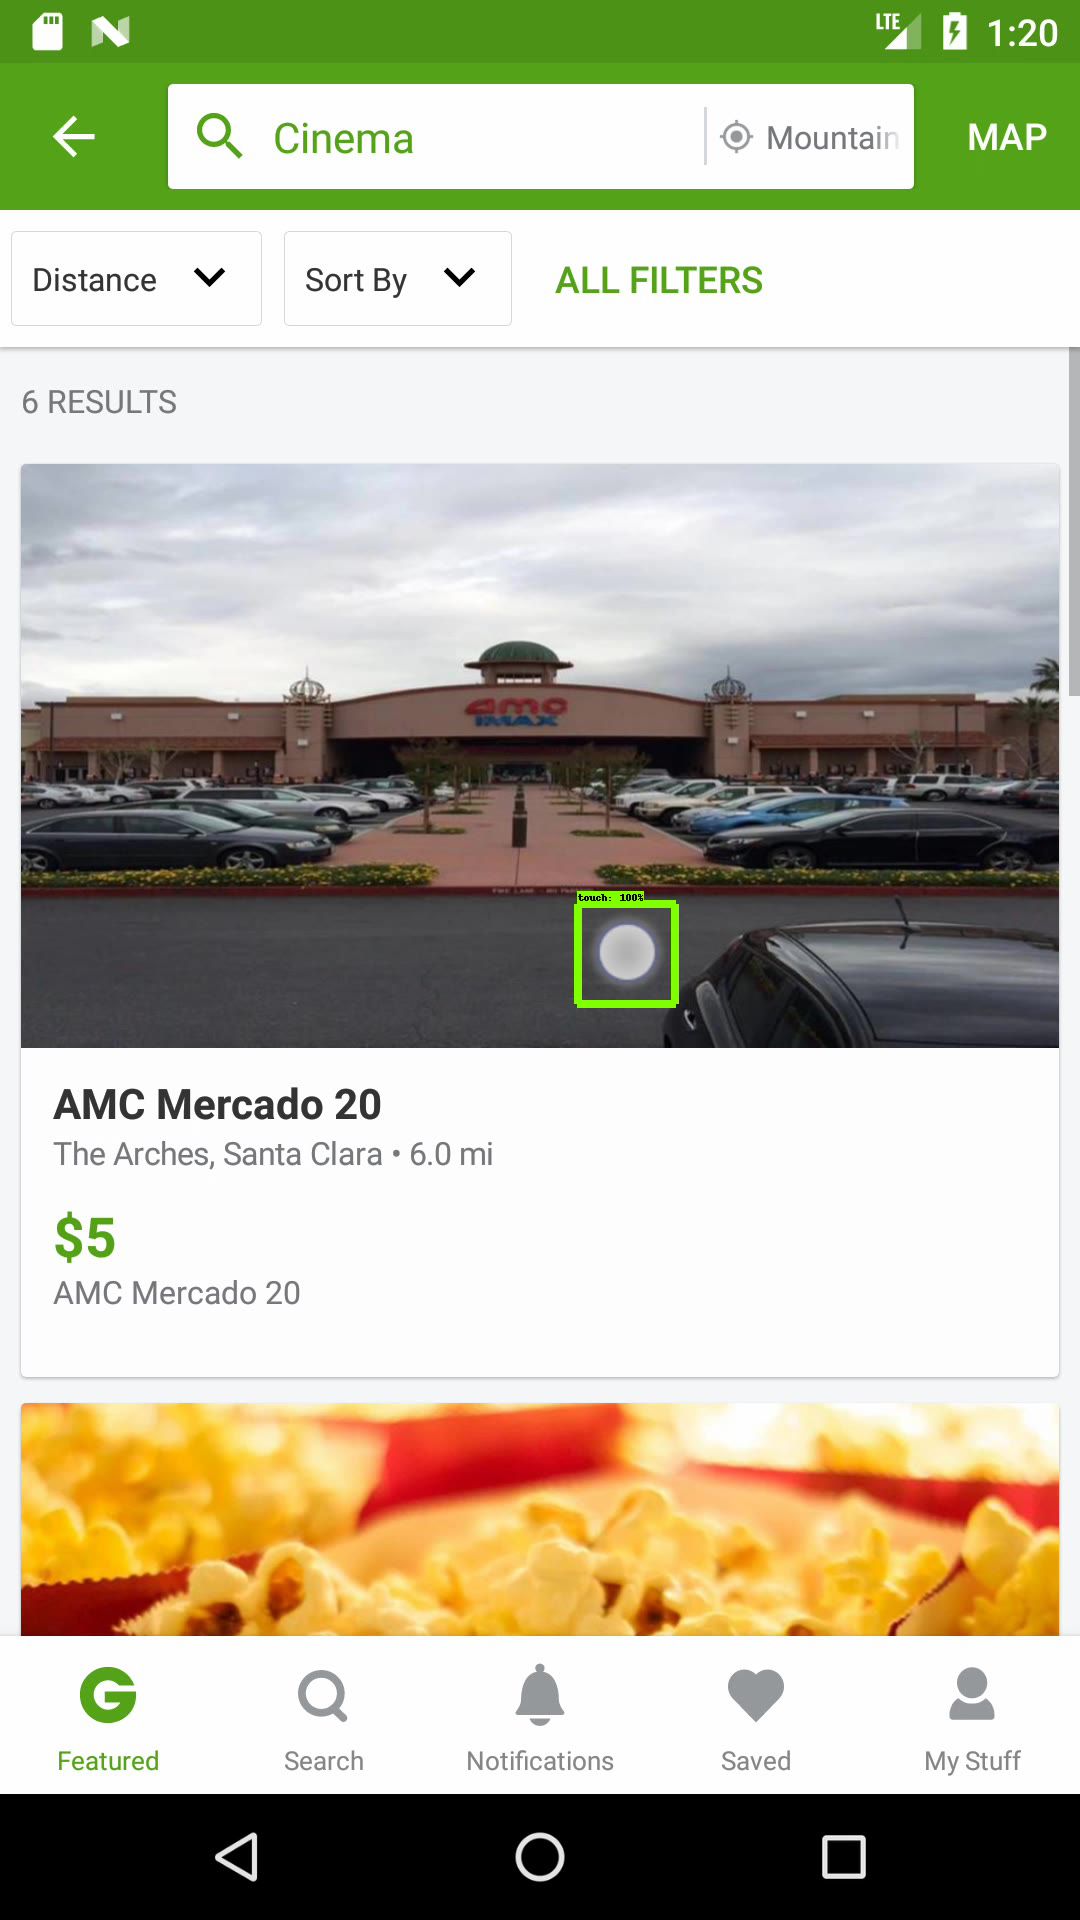 LTE 1:20
Cinema
Mountain
MAP
Distance
Sort By
ALL FILTERS
6 RESULTS
amc
IMAX
touch: 100%
AMC Mercado 20
The Arches, Santa Clara • 6.0 mi
$5
AMC Mercado 20
Featured
Search
Notifications
Saved
My Stuff